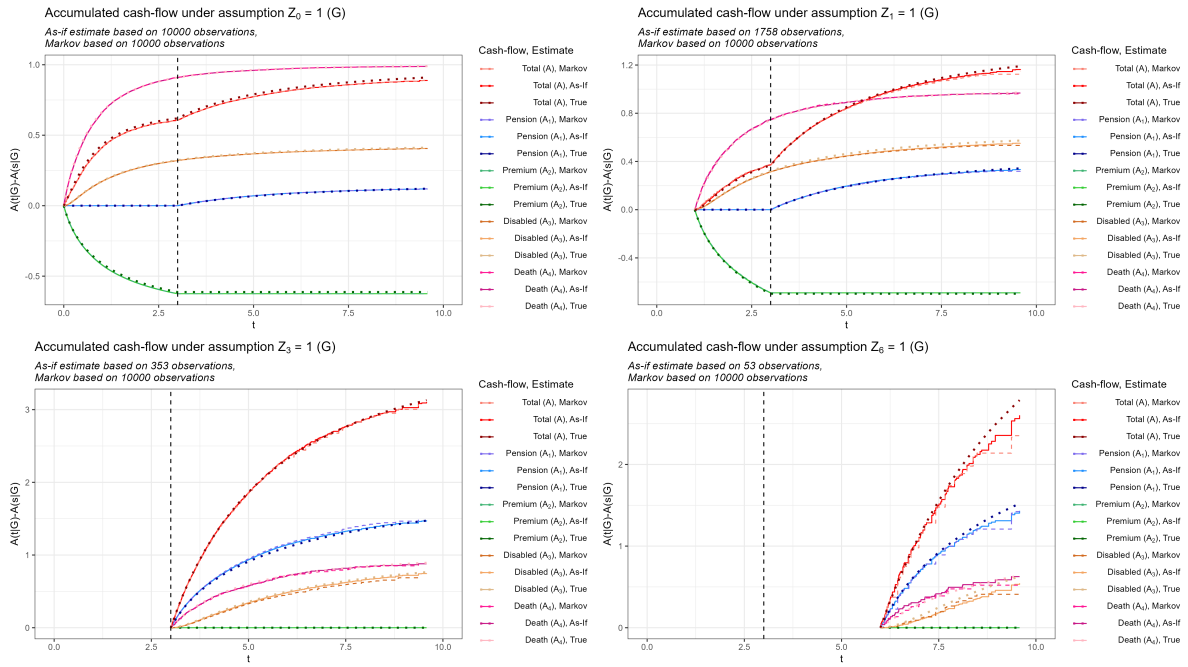 Accumulated cash-flow under assumption Z₀ = 1 (G)
As-if estimate based on 10000 observations,
Markov based on 10000 observations
A(t|G)-A(s|G)
1.0
0.5
0.0
-0.5
0.0 2.5 5.0 7.5 10.0
t
Cash-flow, Estimate
Total (A), Markov
Total (A), As-If
Total (A), True
Pension (A₁), Markov
Pension (A₁), As-If
Pension (A₁), True
Premium (A₂), Markov
Premium (A₂), As-If
Premium (A₂), True
Disabled (A₃), Markov
Disabled (A₃), As-If
Disabled (A₃), True
Death (A₄), Markov
Death (A₄), As-If
Death (A₄), True
Accumulated cash-flow under assumption Z₁ = 1 (G)
As-if estimate based on 1758 observations,
Markov based on 10000 observations
A(t|G)-A(s|G)
1.2
0.8
0.4
0.0
-0.4
0.0 2.5 5.0 7.5 10.0
t
Cash-flow, Estimate
Total (A), Markov
Total (A), As-If
Total (A), True
Pension (A₁), Markov
Pension (A₁), As-If
Pension (A₁), True
Premium (A₂), Markov
Premium (A₂), As-If
Premium (A₂), True
Disabled (A₃), Markov
Disabled (A₃), As-If
Disabled (A₃), True
Death (A₄), Markov
Death (A₄), As-If
Death (A₄), True
Accumulated cash-flow under assumption Z₃ = 1 (G)
As-if estimate based on 353 observations,
Markov based on 10000 observations
A(t|G)-A(s|G)
3
2
1
0
0.0 2.5 5.0 7.5 10.0
t
Cash-flow, Estimate
Total (A), Markov
Total (A), As-If
Total (A), True
Pension (A₁), Markov
Pension (A₁), As-If
Pension (A₁), True
Premium (A₂), Markov
Premium (A₂), As-If
Premium (A₂), True
Disabled (A₃), Markov
Disabled (A₃), As-If
Disabled (A₃), True
Death (A₄), Markov
Death (A₄), As-If
Death (A₄), True
Accumulated cash-flow under assumption Z₆ = 1 (G)
As-if estimate based on 53 observations,
Markov based on 10000 observations
A(t|G)-A(s|G)
2
1
0
0.0 2.5 5.0 7.5 10.0
t
Cash-flow, Estimate
Total (A), Markov
Total (A), As-If
Total (A), True
Pension (A₁), Markov
Pension (A₁), As-If
Pension (A₁), True
Premium (A₂), Markov
Premium (A₂), As-If
Premium (A₂), True
Disabled (A₃), Markov
Disabled (A₃), As-If
Disabled (A₃), True
Death (A₄), Markov
Death (A₄), As-If
Death (A₄), True